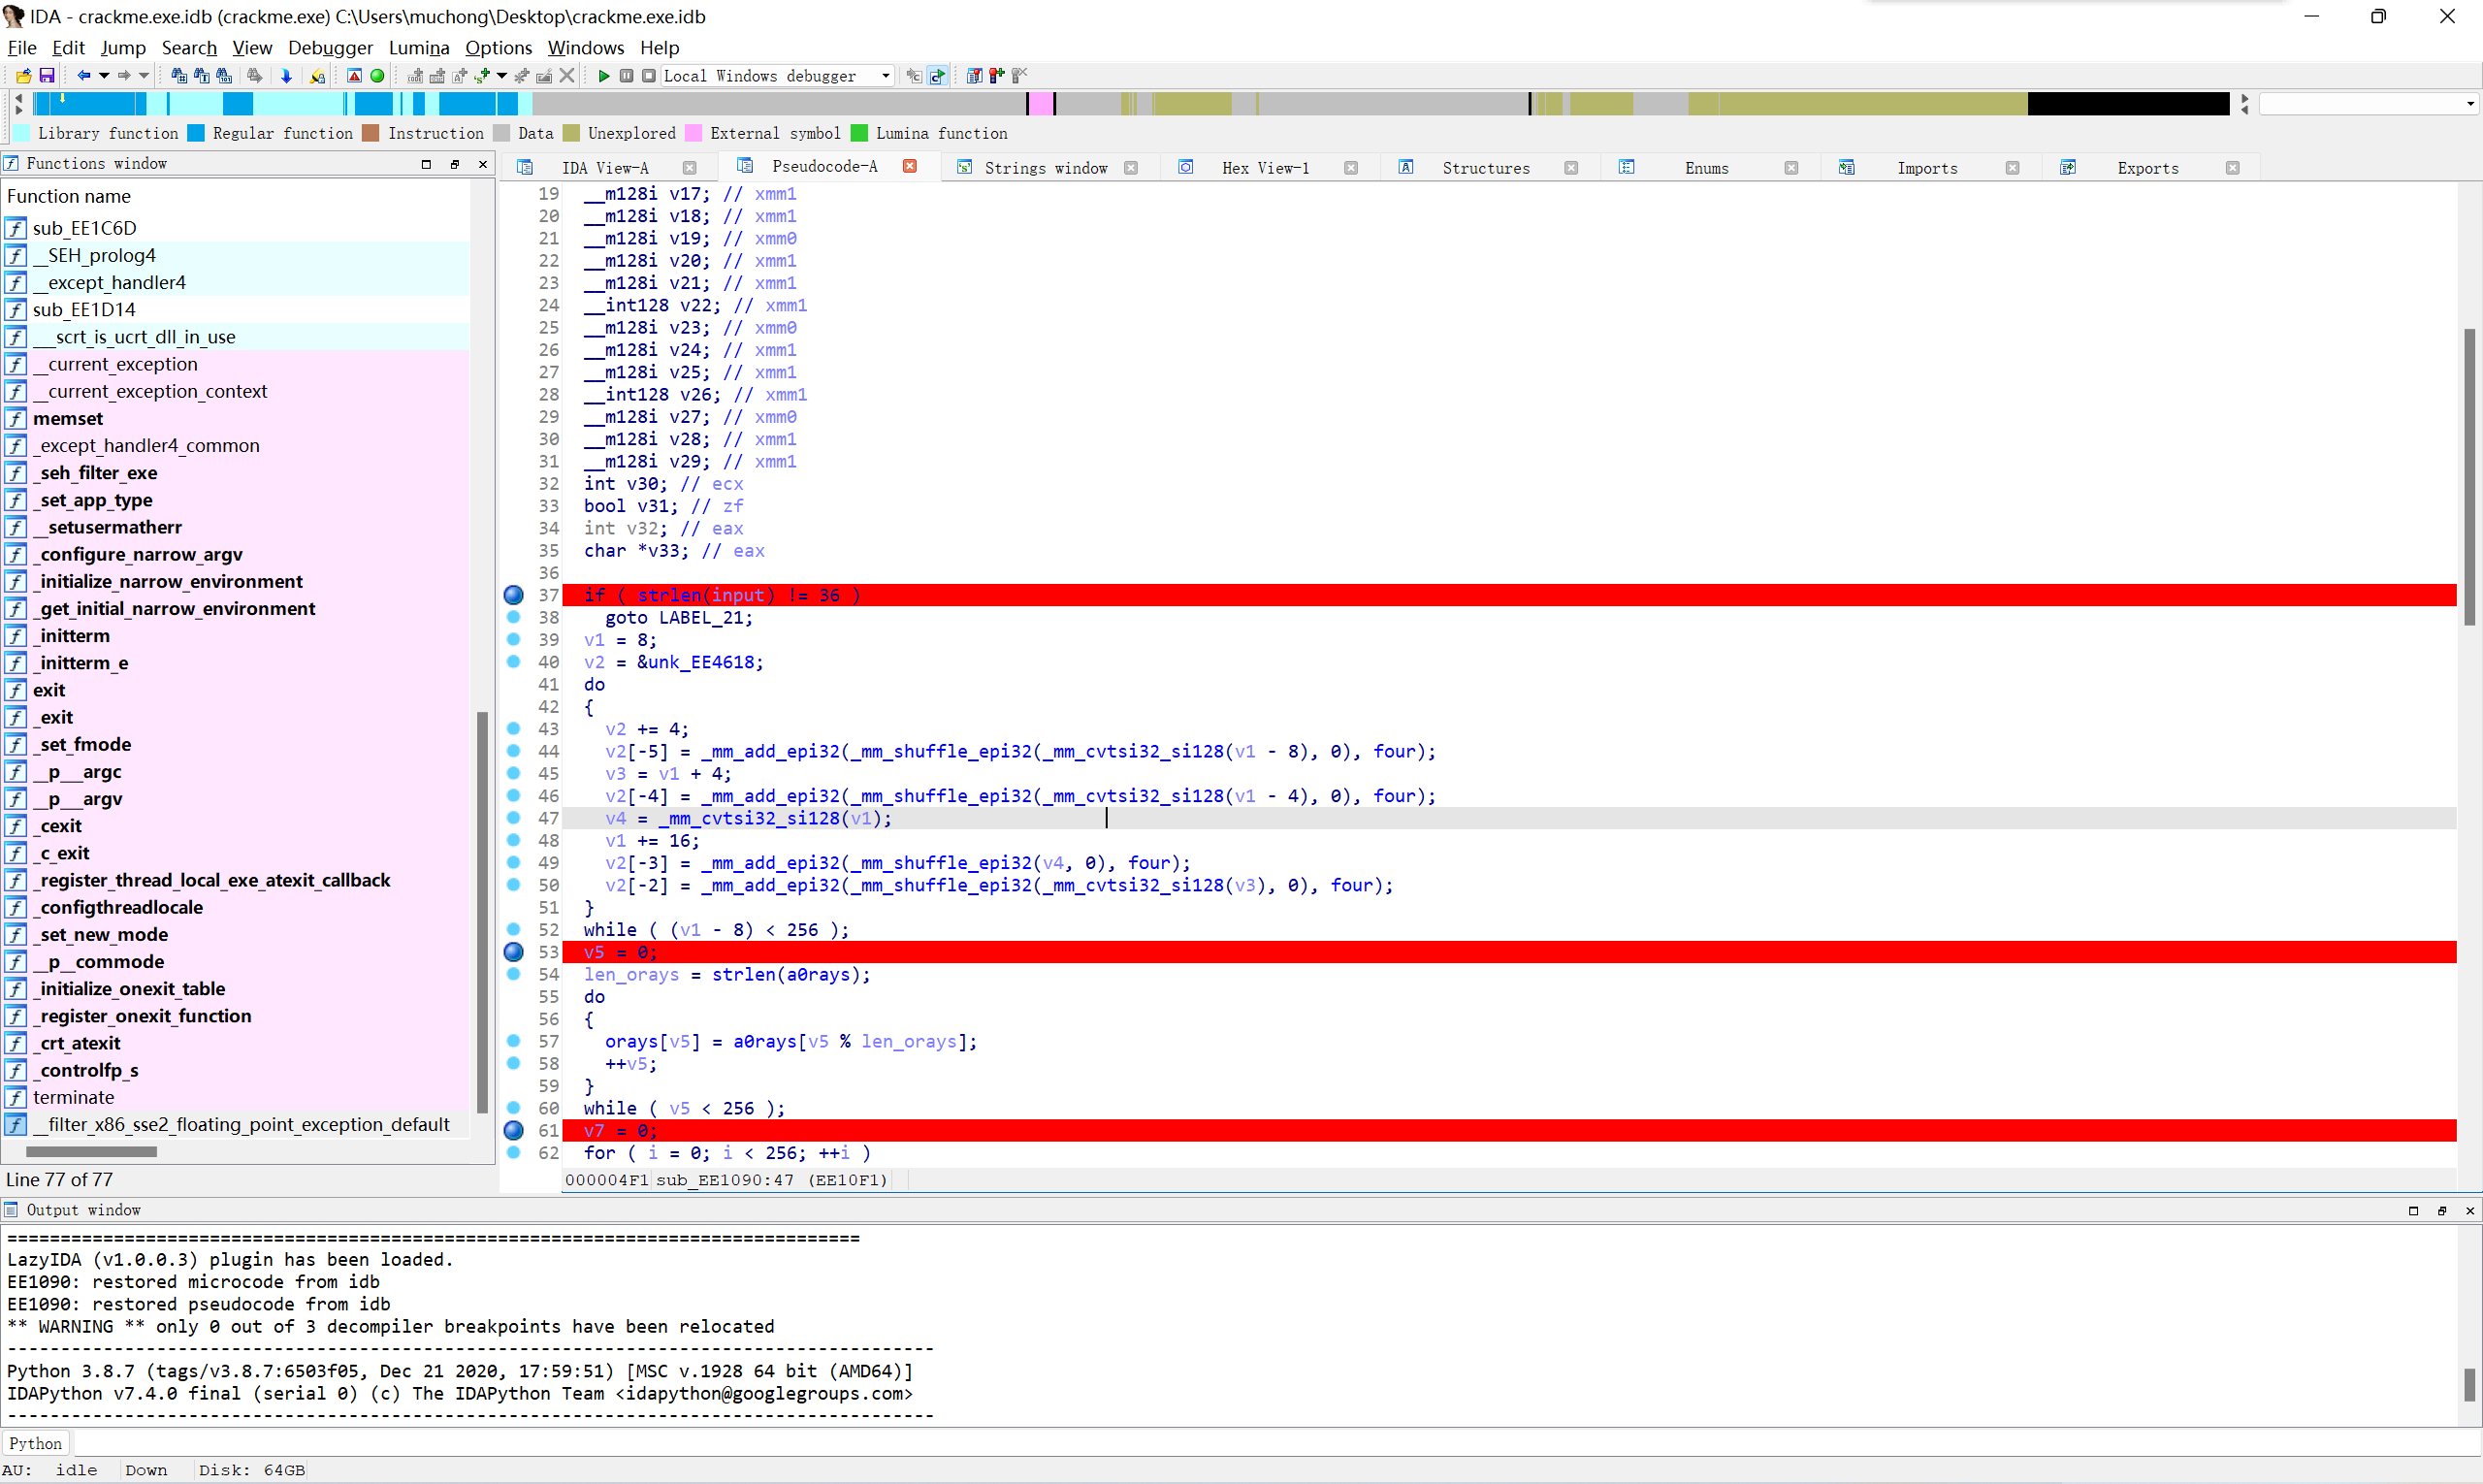 IDA - crackme.exe.idb (crackme.exe) C:\Users\muchong\Desktop\crackme.exe.idb
File Edit Jump Search View Debugger Lumina Options Windows Help
Local Windows debugger
Library function Regular function Instruction Data Unexplored External symbol Lumina function
Functions window
IDA View-A Pseudocode-A Strings window Hex View-1 Structures Enums Imports Exports
Function name
sub_EE1C6D
__SEH_prolog4
__except_handler4
sub_EE1D14
___scrt_is_ucrt_dll_in_use
__current_exception
__current_exception_context
memset
_except_handler4_common
_seh_filter_exe
_set_app_type
__setusermatherr
_configure_narrow_argv
_initialize_narrow_environment
_get_initial_narrow_environment
_initterm
_initterm_e
exit
_exit
_set_fmode
__p___argc
__p___argv
_cexit
_c_exit
_register_thread_local_exe_atexit_callback
_configthreadlocale
_set_new_mode
__p__commode
_initialize_onexit_table
_register_onexit_function
_crt_atexit
_controlfp_s
terminate
__filter_x86_sse2_floating_point_exception_default
Line 77 of 77
19 __m128i v17; // xmm1
20 __m128i v18; // xmm1
21 __m128i v19; // xmm0
22 __m128i v20; // xmm1
23 __m128i v21; // xmm1
24 __int128 v22; // xmm1
25 __m128i v23; // xmm0
26 __m128i v24; // xmm1
27 __m128i v25; // xmm1
28 __int128 v26; // xmm1
29 __m128i v27; // xmm0
30 __m128i v28; // xmm1
31 __m128i v29; // xmm1
32 int v30; // ecx
33 bool v31; // zf
34 int v32; // eax
35 char *v33; // eax
36
37 if ( strlen(input) != 36 )
38 goto LABEL_21;
39 v1 = 8;
40 v2 = &unk_EE4618;
41 do
42 {
43 v2 += 4;
44 v2[-5] = _mm_add_epi32(_mm_shuffle_epi32(_mm_cvtsi32_si128(v1 - 8), 0), four);
45 v3 = v1 + 4;
46 v2[-4] = _mm_add_epi32(_mm_shuffle_epi32(_mm_cvtsi32_si128(v1 - 4), 0), four);
47 v4 = _mm_cvtsi32_si128(v1);
48 v1 += 16;
49 v2[-3] = _mm_add_epi32(_mm_shuffle_epi32(v4, 0), four);
50 v2[-2] = _mm_add_epi32(_mm_shuffle_epi32(_mm_cvtsi32_si128(v3), 0), four);
51 }
52 while ( (v1 - 8) < 256 );
53 v5 = 0;
54 len_orays = strlen(a0rays);
55 do
56 {
57 orays[v5] = a0rays[v5 % len_orays];
58 ++v5;
59 }
60 while ( v5 < 256 );
61 v7 = 0;
62 for ( i = 0; i < 256; ++i )
000004F1 sub_EE1090:47 (EE10F1)
Output window
================================================================================
LazyIDA (v1.0.0.3) plugin has been loaded.
EE1090: restored microcode from idb
EE1090: restored pseudocode from idb
** WARNING ** only 0 out of 3 decompiler breakpoints have been relocated
---------------------------------------------------------------------------------------
Python 3.8.7 (tags/v3.8.7:6503f05, Dec 21 2020, 17:59:51) [MSC v.1928 64 bit (AMD64)]
IDAPython v7.4.0 final (serial 0) (c) The IDAPython Team <idapython@googlegroups.com>
---------------------------------------------------------------------------------------
Python
AU: idle Down Disk: 64GB